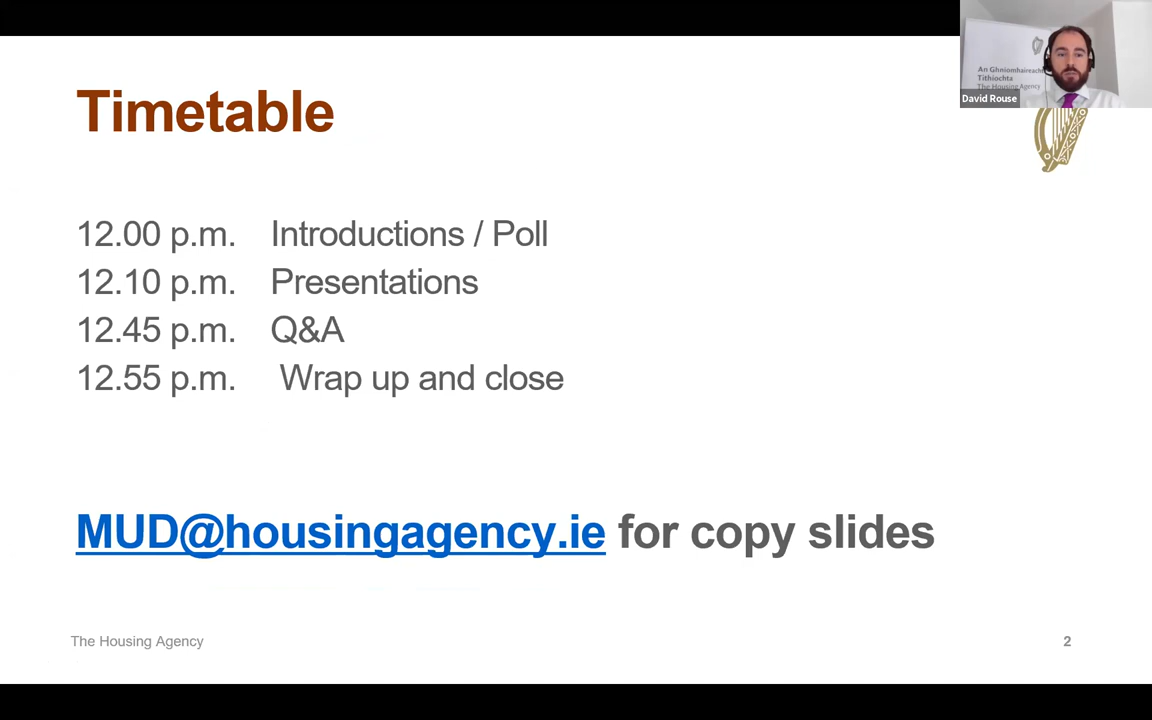 An Ghníomhaireacht
Tithíochta
The Housing Agency
David Rouse
Timetable
12.00 p.m. Introductions / Poll
12.10 p.m. Presentations
12.45 p.m. Q&A
12.55 p.m. Wrap up and close
MUD@housingagency.ie for copy slides
The Housing Agency
2